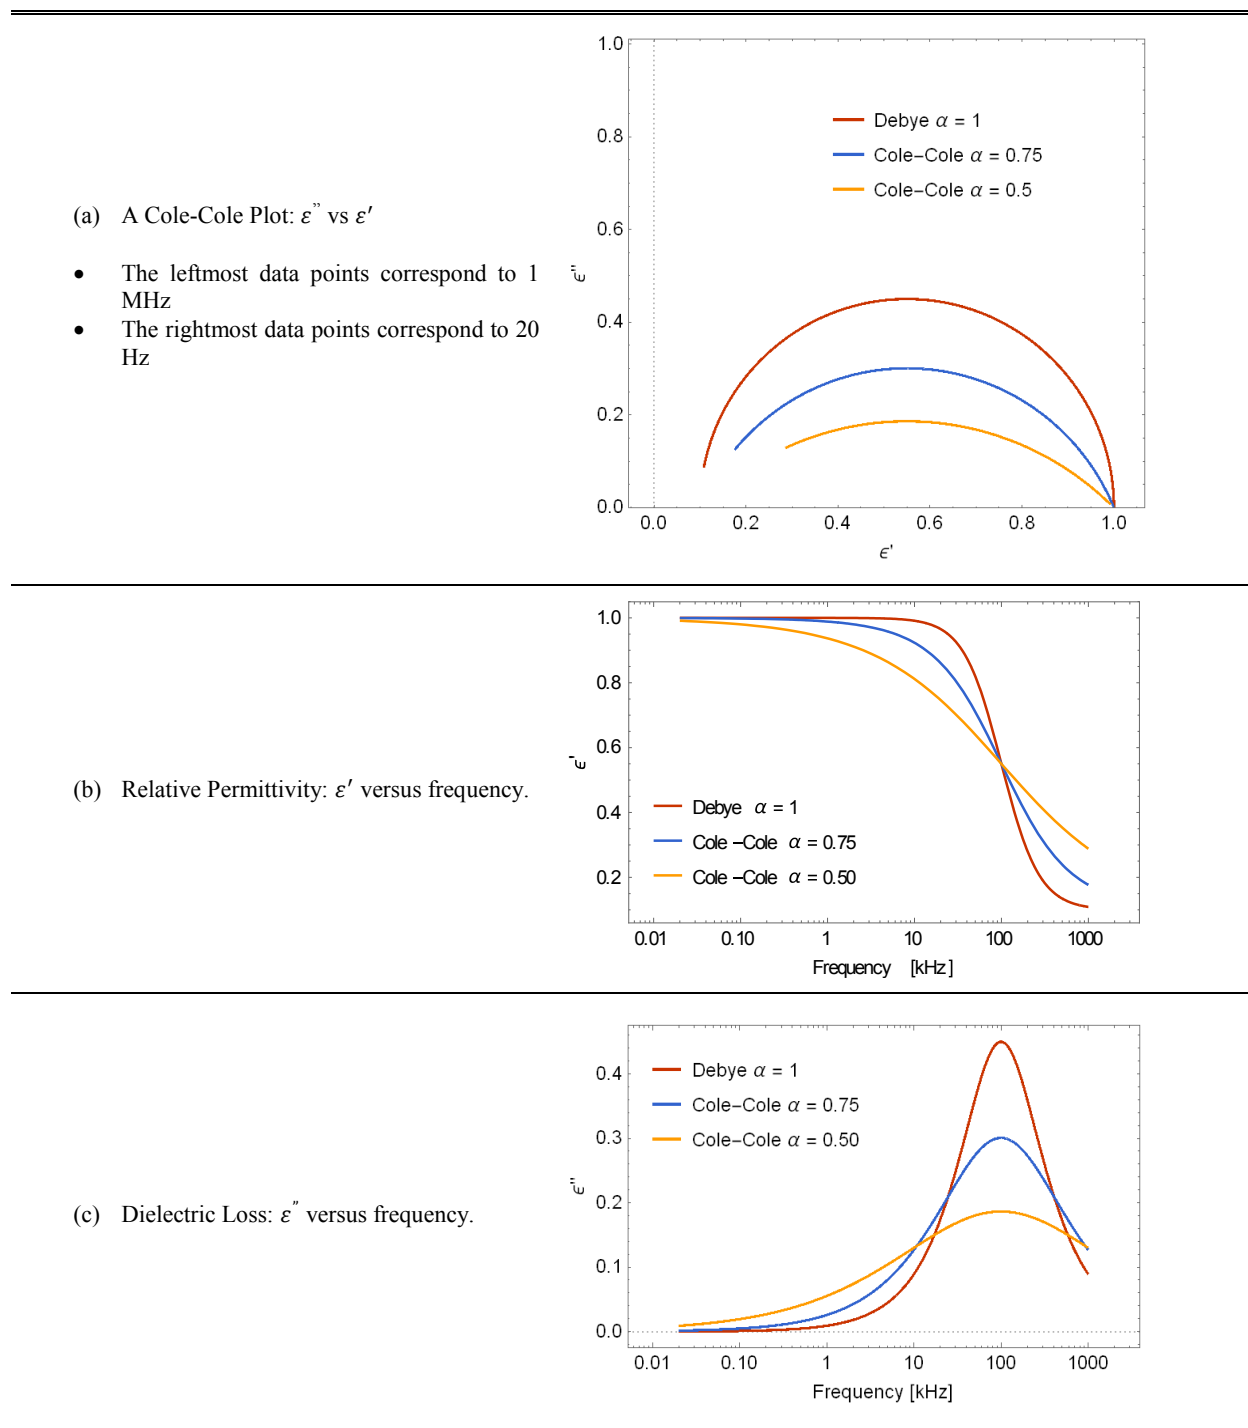 (a) A Cole-Cole Plot: ε” vs ε′
• The leftmost data points correspond to 1
MHz
• The rightmost data points correspond to 20
Hz
1.0
0.8
0.6
0.4
0.2
0.0
ϵ''
Debye α = 1
Cole–Cole α = 0.75
Cole–Cole α = 0.5
0.0 0.2 0.4 0.6 0.8 1.0
ϵ'
(b) Relative Permittivity: ε′ versus frequency.
1.0
0.8
0.6
0.4
0.2
ϵ'
Debye α = 1
Cole –Cole α = 0.75
Cole –Cole α = 0.50
0.01 0.10 1 10 100 1000
Frequency [kHz]
(c) Dielectric Loss: ε″ versus frequency.
0.4
0.3
0.2
0.1
0.0
ϵ''
Debye α = 1
Cole–Cole α = 0.75
Cole–Cole α = 0.50
0.01 0.10 1 10 100 1000
Frequency [kHz]